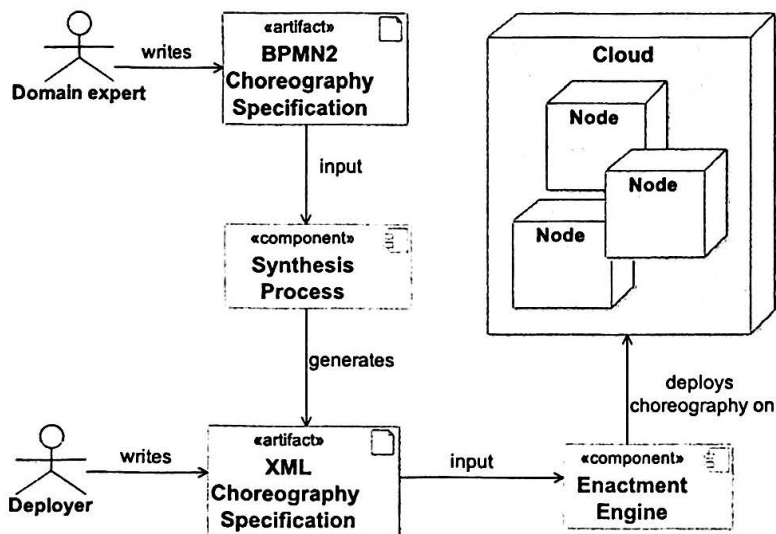 «artifact»
BPMN2
Choreography
Specification
writes
Domain expert
input
«component»
Synthesis
Process
generates
«artifact»
XML
Choreography
Specification
writes
Deployer
input
«component»
Enactment
Engine
deploys
choreography on
Cloud
Node
Node
Node